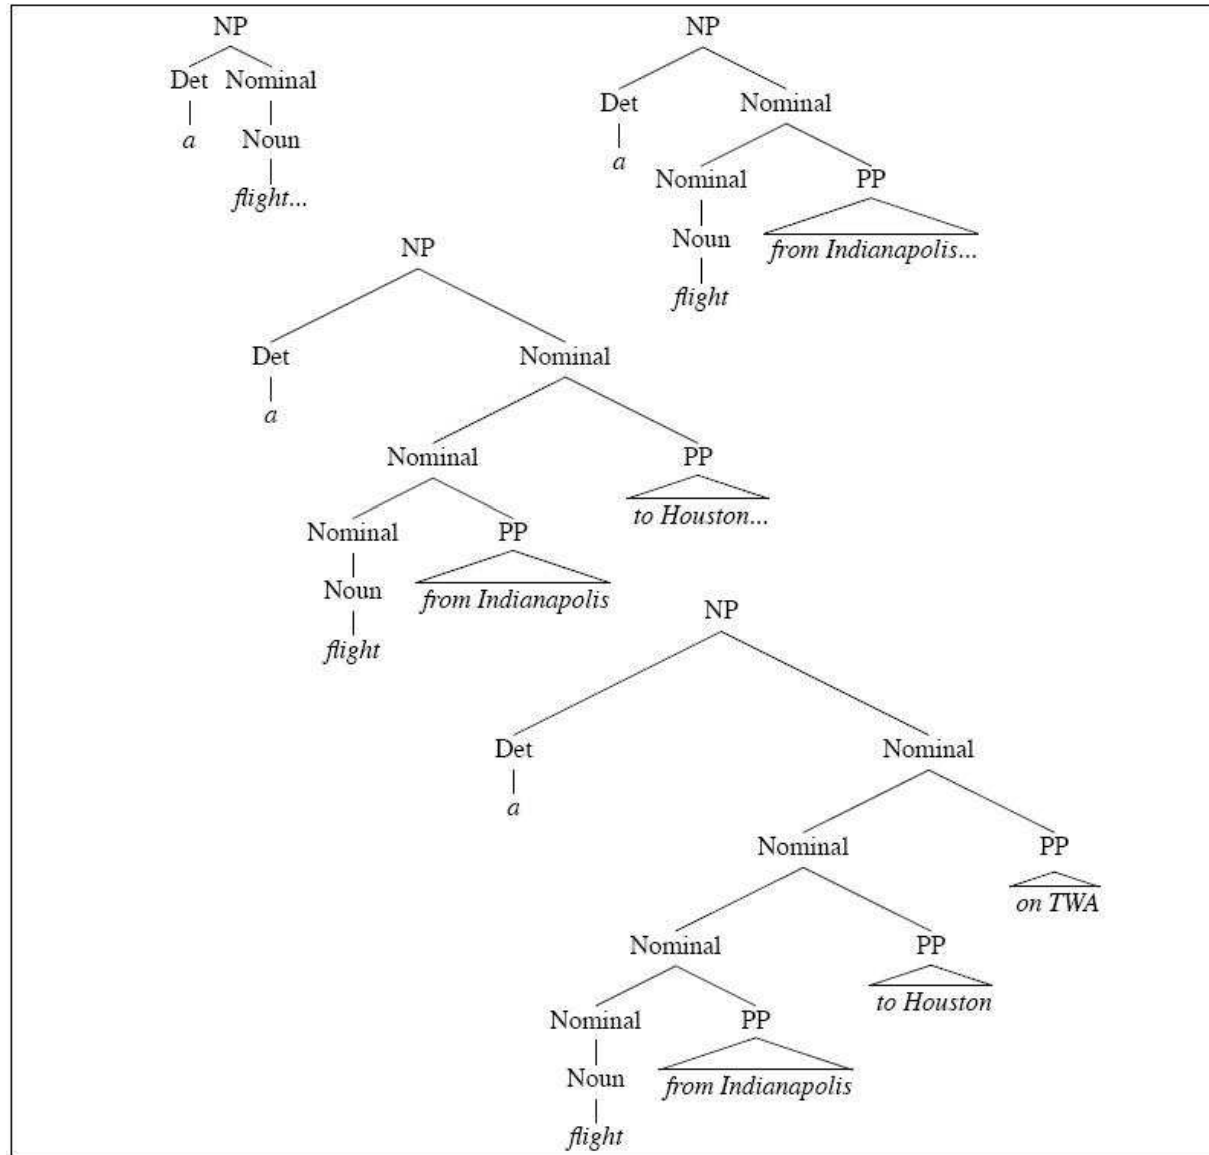 NP
Det Nominal
a Noun
flight...
NP
Det Nominal
a
Nominal PP
Noun from Indianapolis...
flight
NP
Det Nominal
a
Nominal PP
to Houston...
Nominal PP
Noun from Indianapolis
flight
NP
Det Nominal
a
Nominal PP
on TWA
Nominal PP
to Houston
Nominal PP
Noun from Indianapolis
flight